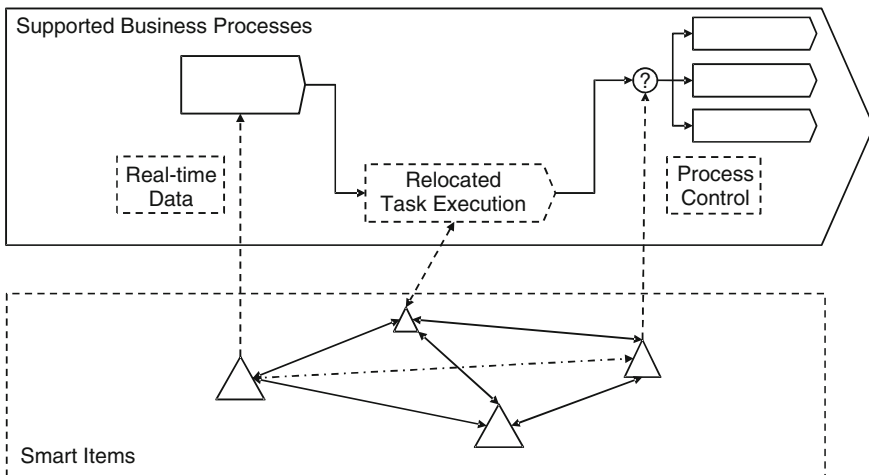 Supported Business Processes
?
Real-time
Data
Relocated
Task Execution
Process
Control
Smart Items